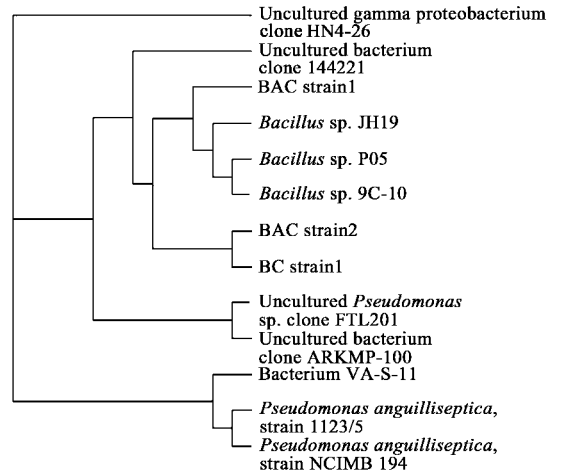 Uncultured gamma proteobacterium
clone HN4-26
Uncultured bacterium
clone 144221
BAC strain1
Bacillus sp. JH19
Bacillus sp. P05
Bacillus sp. 9C-10
BAC strain2
BC strain1
Uncultured Pseudomonas
sp. clone FTL201
Uncultured bacterium
clone ARKMP-100
Bacterium VA-S-11
Pseudomonas anguilliseptica,
strain 1123/5
Pseudomonas anguilliseptica,
strain NCIMB 194